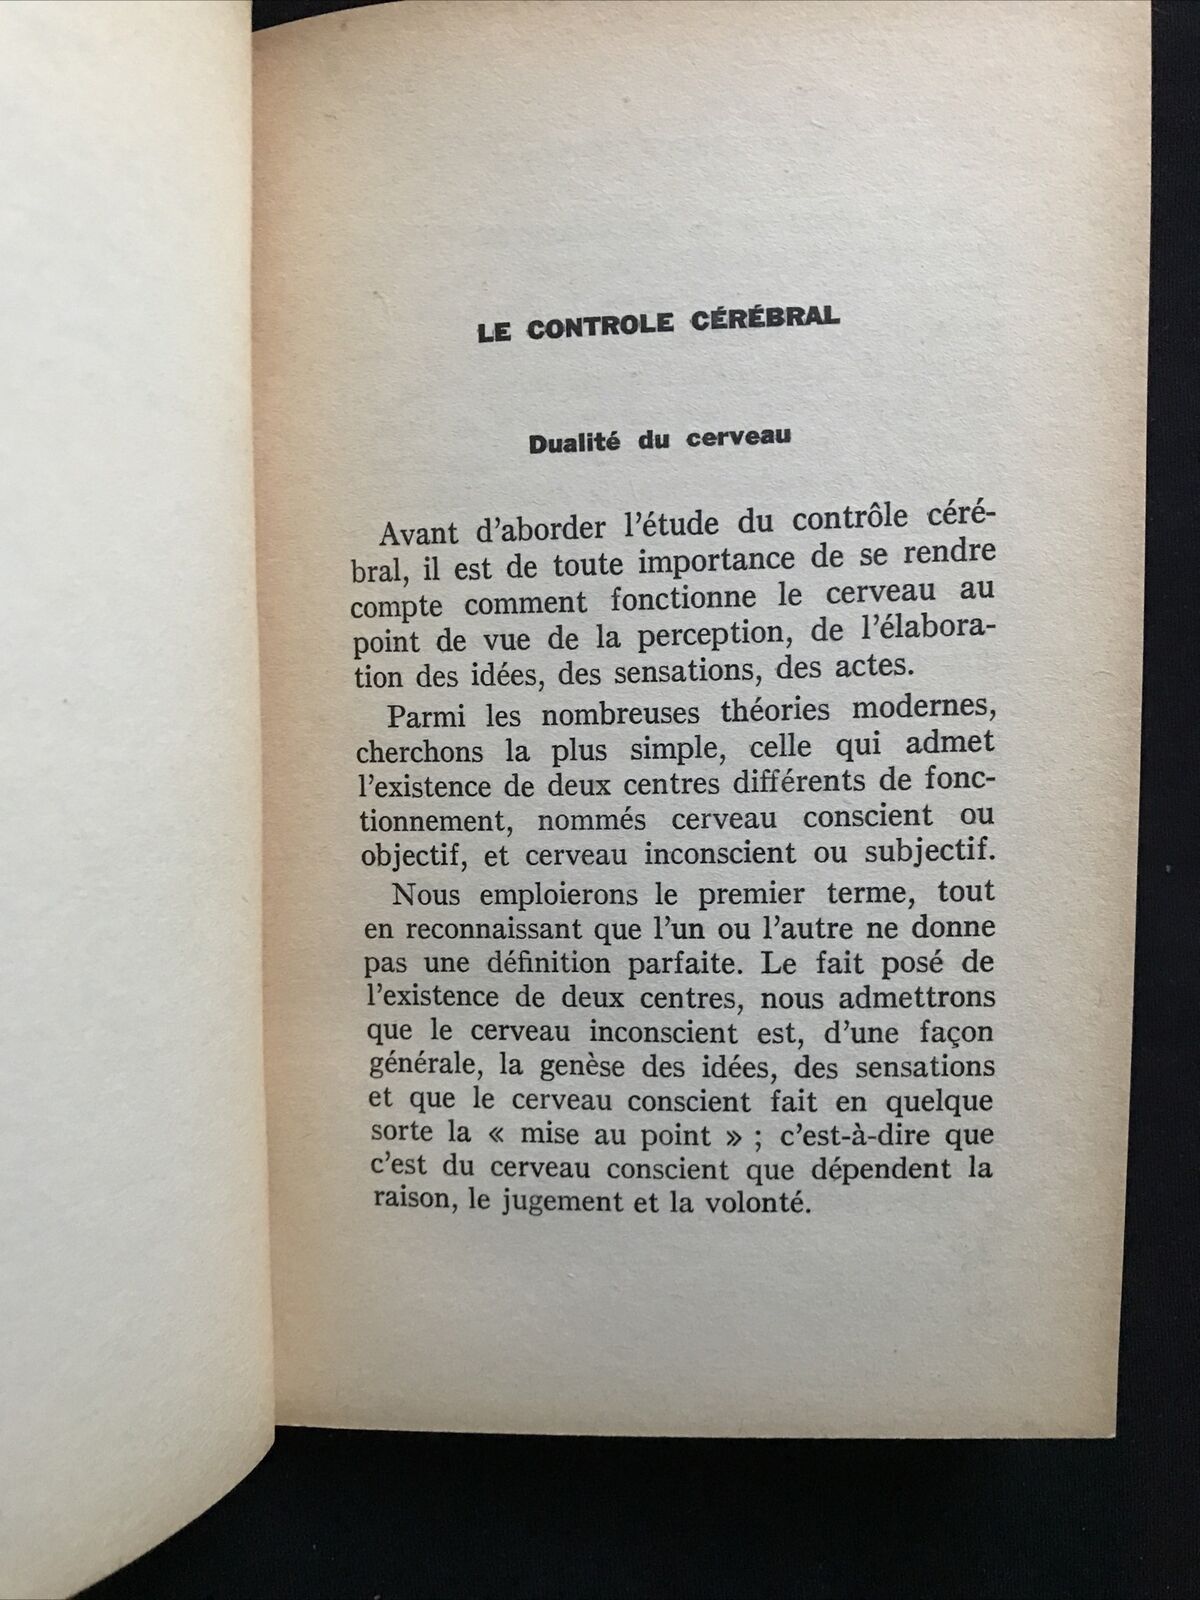 LE CONTROLE CÉRÉBRAL
Dualité du cerveau
Avant d'aborder l'étude du contrôle céré-
bral, il est de toute importance de se rendre
compte comment fonctionne le cerveau au
point de vue de la perception, de l'élabora-
tion des idées, des sensations, des actes.
Parmi les nombreuses théories modernes,
cherchons la plus simple, celle qui admet
l'existence de deux centres différents de fonc-
tionnement, nommés cerveau conscient ou
objectif, et cerveau inconscient ou subjectif.
Nous emploierons le premier terme, tout
en reconnaissant que l'un ou l'autre ne donne
pas une définition parfaite. Le fait posé de
l'existence de deux centres, nous admettrons
que le cerveau inconscient est, d'une façon
générale, la genèse des idées, des sensations
et que le cerveau conscient fait en quelque
sorte la « mise au point » ; c'est-à-dire que
c'est du cerveau conscient que dépendent la
raison, le jugement et la volonté.